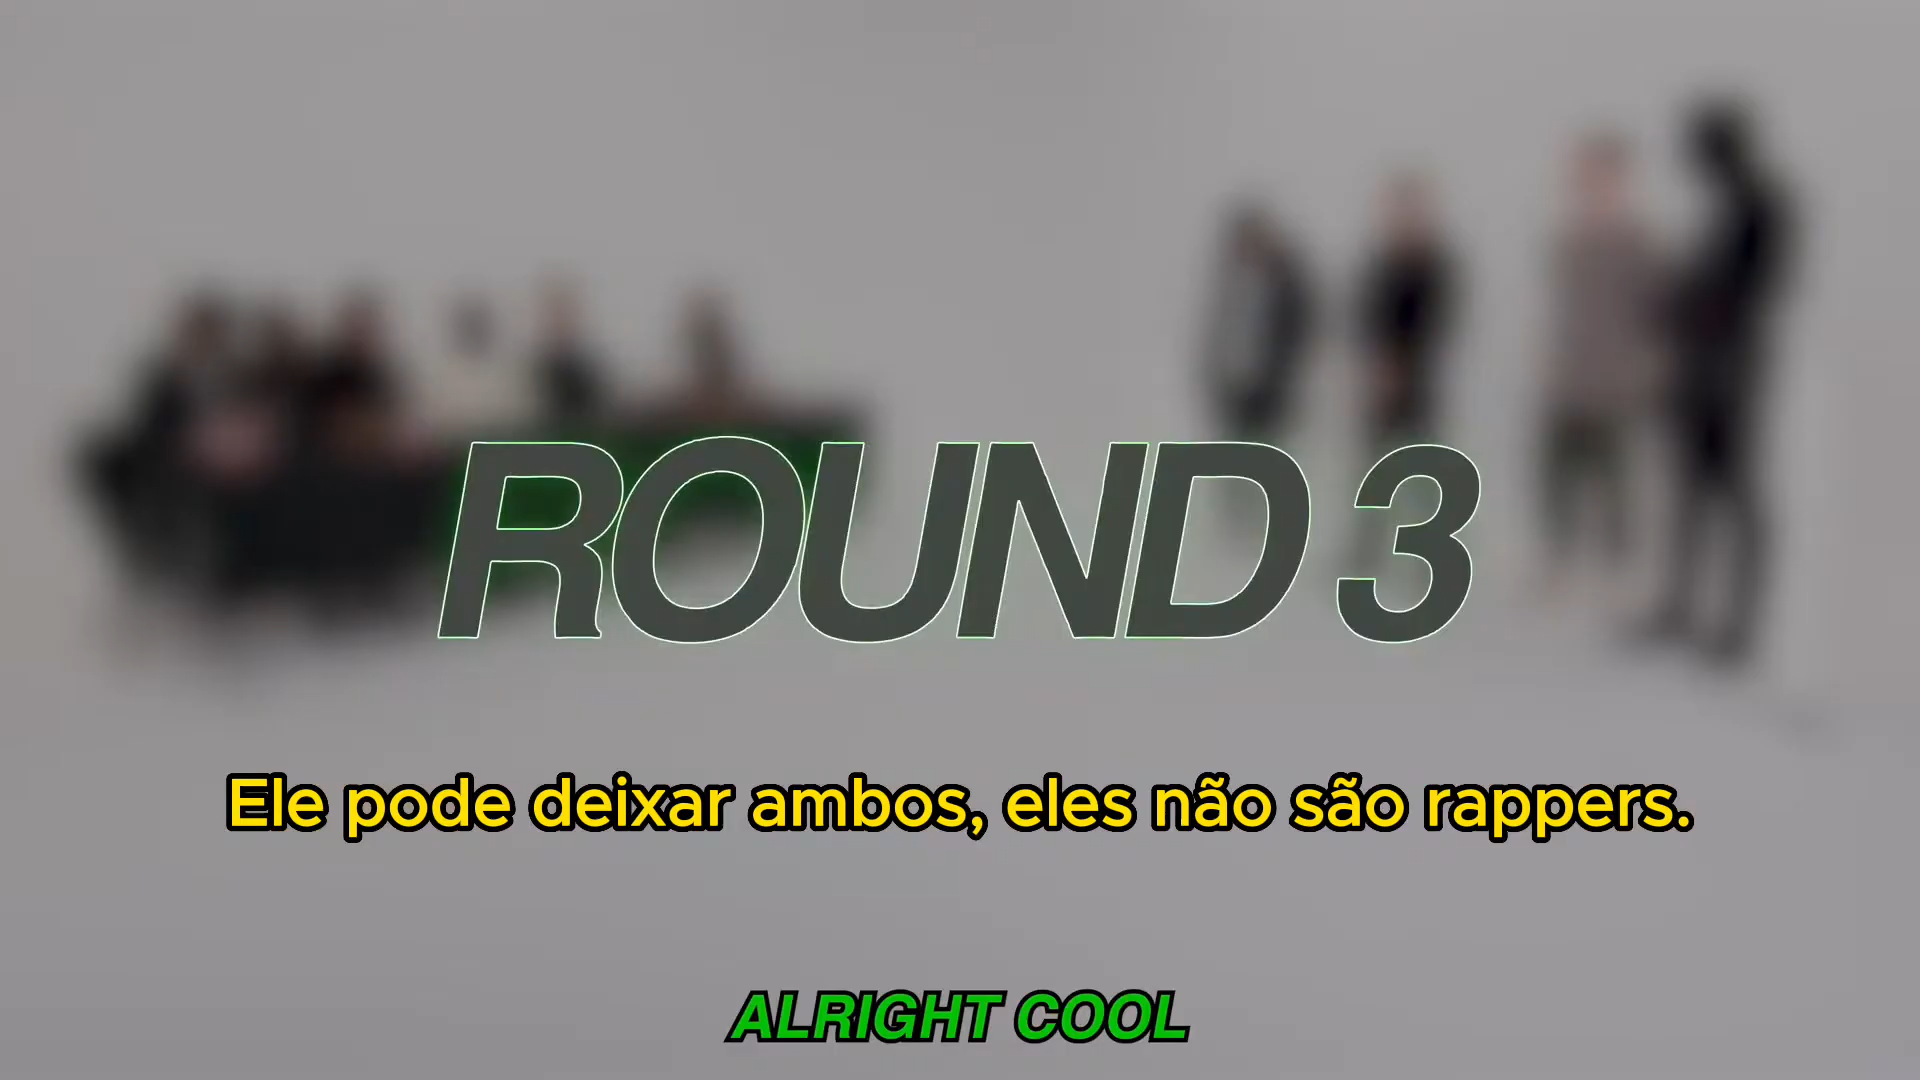 ROUND 3
Ele pode deixar ambos, eles não são rappers.
ALRIGHT COOL